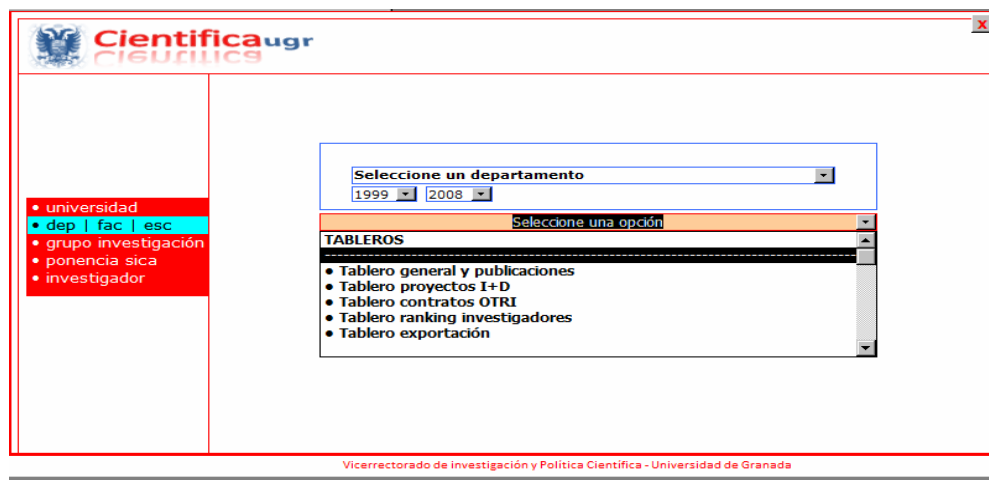 x
Cientificaugr
Seleccione un departamento
1999 2008
• universidad
• dep | fac | esc
• grupo investigación
• ponencia sica
• investigador
Seleccione una opción
TABLEROS
--------------------------------------------------------------------------------
• Tablero general y publicaciones
• Tablero proyectos I+D
• Tablero contratos OTRI
• Tablero ranking investigadores
• Tablero exportación
Vicerrectorado de investigación y Política Científica - Universidad de Granada